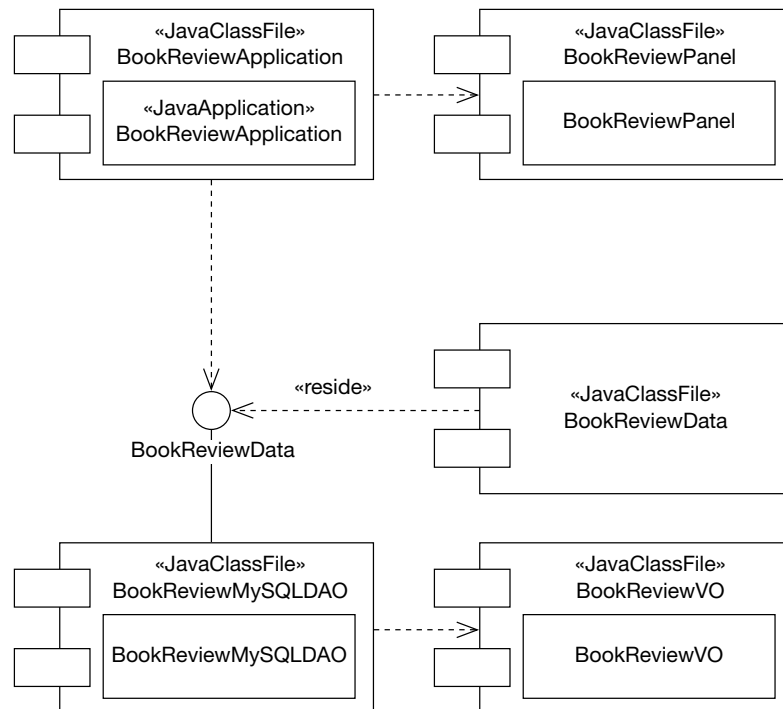 «JavaClassFile»
BookReviewApplication
«JavaApplication»
BookReviewApplication
«JavaClassFile»
BookReviewPanel
BookReviewPanel
«reside»
BookReviewData
«JavaClassFile»
BookReviewData
«JavaClassFile»
BookReviewMySQLDAO
BookReviewMySQLDAO
«JavaClassFile»
BookReviewVO
BookReviewVO